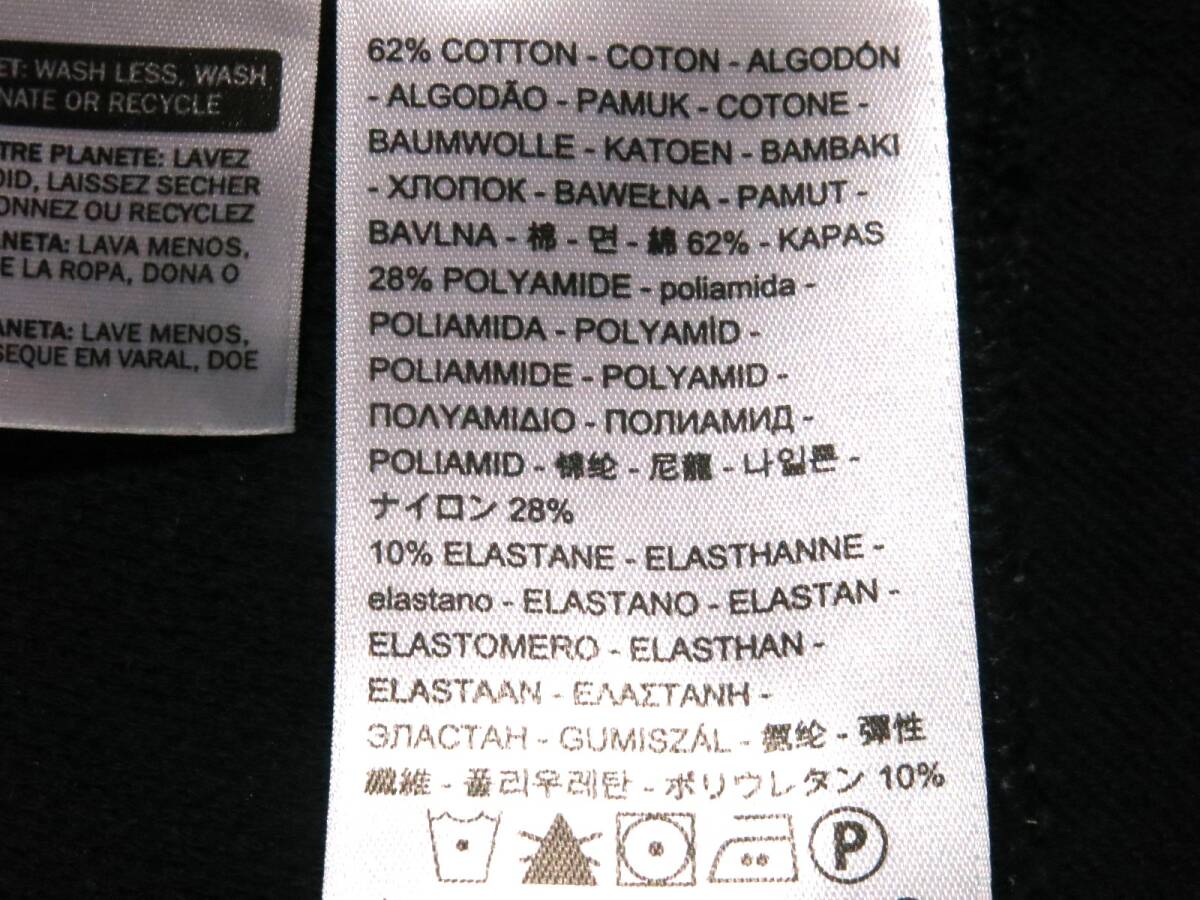 ET: WASH LESS, WASH
NATE OR RECYCLE
TRE PLANETE: LAVEZ
OID, LAISSEZ SECHER
ONNEZ OU RECYCLEZ
NETA: LAVA MENOS,
E LA ROPA, DONA O
ANETA: LAVE MENOS,
SEQUE EM VARAL, DOE
62% COTTON - COTON - ALGODÓN
- ALGODÃO - PAMUK - COTONE -
BAUMWOLLE - KATOEN - BAMBAKI
- ХЛОПОК - BAWEŁNA - PAMUT -
BAVLNA - 棉 - 면 - 綿 62% - KAPAS
28% POLYAMIDE - poliamida -
POLIAMIDA - POLYAMİD -
POLIAMMIDE - POLYAMID -
ΠΟΛΥΑΜΙΔΙΟ - ПОЛИАМИД -
POLIAMID - 锦纶 - 尼龍 - 나일론 -
ナイロン 28%
10% ELASTANE - ELASTHANNE -
elastano - ELASTANO - ELASTAN -
ELASTOMERO - ELASTHAN -
ELASTAAN - ΕΛΑΣΤΑΝΗ -
ЭЛАСТАН - GUMISZÁL - 氨纶 - 彈性
纖維 - 폴리우레탄 - ポリウレタン 10%
P